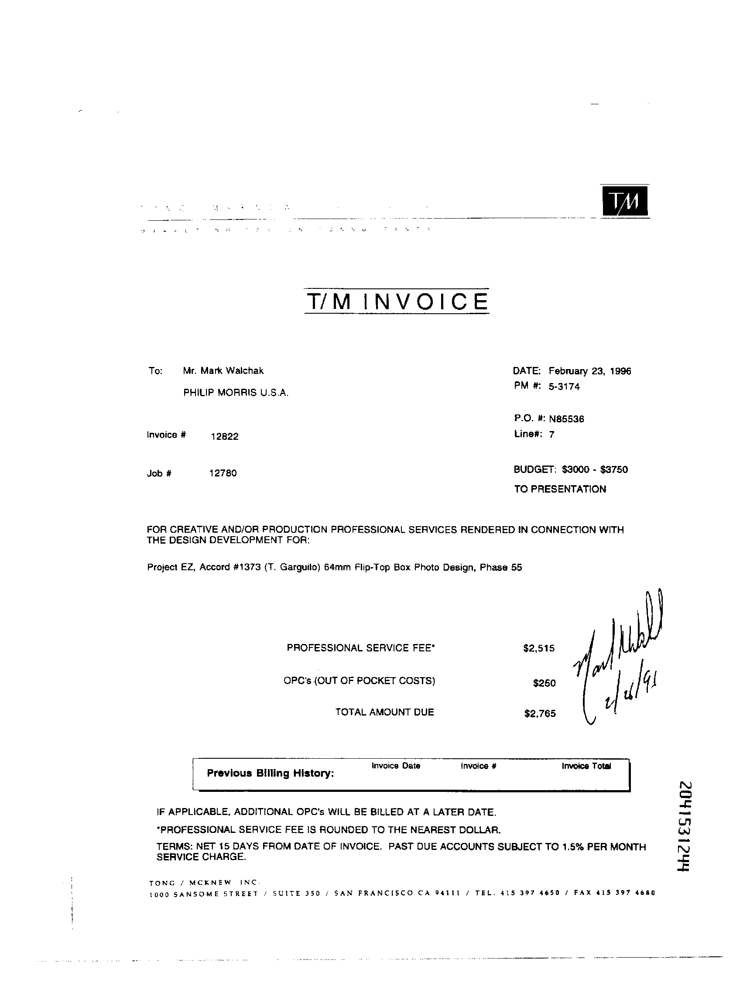 T/M
T/M INVOICE
To: Mr. Mark Walchak
PHILIP MORRIS U.S.A.
DATE: February 23, 1996
PM #: 5-3174
P.O. #: N85536
Invoice # 12822
Line#: 7
Job # 12780
BUDGET: $3000 - $3750
TO PRESENTATION
FOR CREATIVE AND/OR PRODUCTION PROFESSIONAL SERVICES RENDERED IN CONNECTION WITH
THE DESIGN DEVELOPMENT FOR:
Project EZ, Accord #1373 (T. Garguilo) 64mm Flip-Top Box Photo Design, Phase 55
PROFESSIONAL SERVICE FEE* $2,515
OPC's (OUT OF POCKET COSTS) $250
TOTAL AMOUNT DUE $2,765
Previous Billing History: Invoice Date Invoice # Invoice Total
IF APPLICABLE, ADDITIONAL OPC's WILL BE BILLED AT A LATER DATE.
*PROFESSIONAL SERVICE FEE IS ROUNDED TO THE NEAREST DOLLAR.
TERMS: NET 15 DAYS FROM DATE OF INVOICE. PAST DUE ACCOUNTS SUBJECT TO 1.5% PER MONTH
SERVICE CHARGE.
2041531244
TONG / MCKNEW INC.
1000 SANSOME STREET / SUITE 350 / SAN FRANCISCO CA 94111 / TEL. 415 397 4650 / FAX 415 397 4680